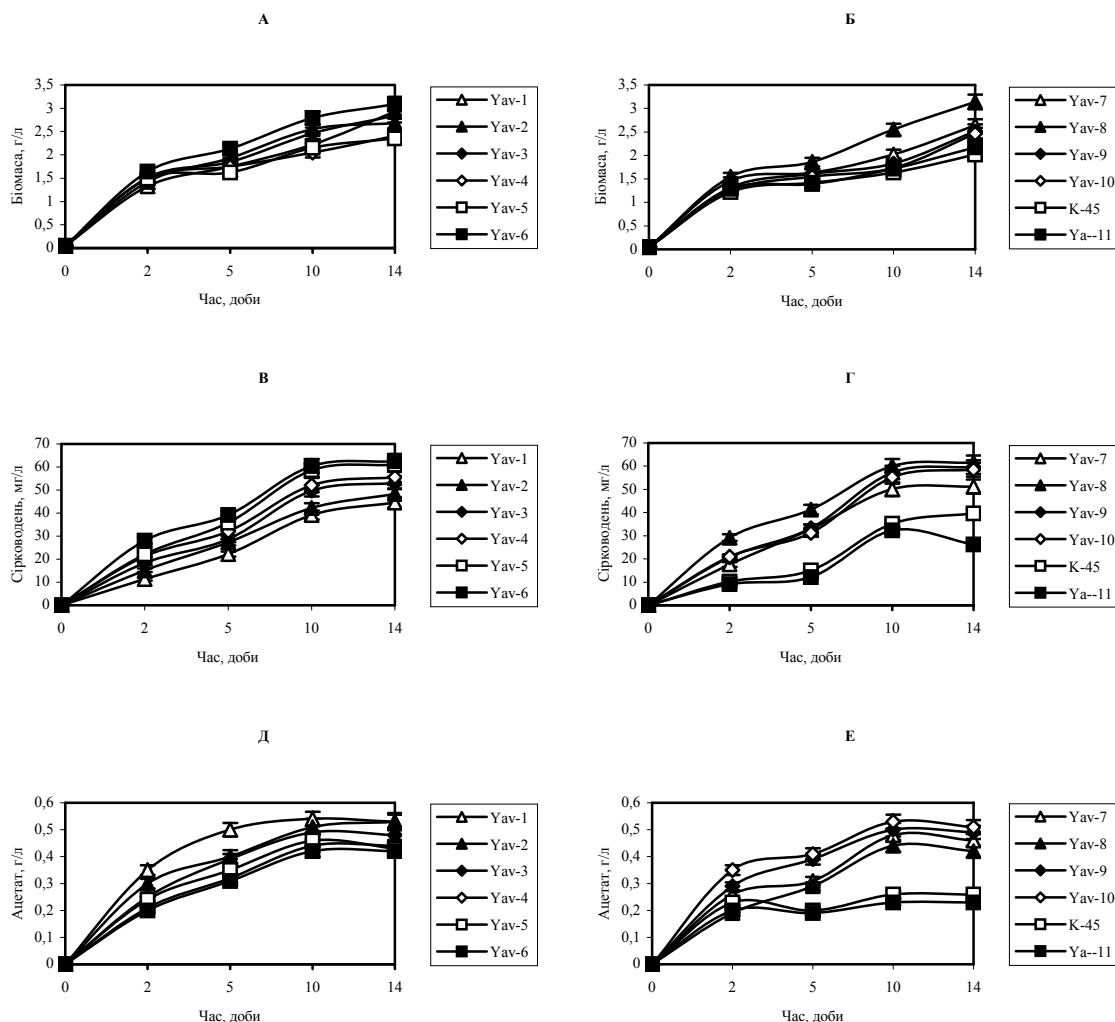 А
Біомаса, г/л
3,5
3
2,5
2
1,5
1
0,5
0
0 2 5 10 14
Час, доби
Yav-1
Yav-2
Yav-3
Yav-4
Yav-5
Yav-6
Б
Біомаса, г/л
3,5
3
2,5
2
1,5
1
0,5
0
0 2 5 10 14
Час, доби
Yav-7
Yav-8
Yav-9
Yav-10
K-45
Ya--11
В
Сірководень, мг/л
70
60
50
40
30
20
10
0
0 2 5 10 14
Час, доби
Yav-1
Yav-2
Yav-3
Yav-4
Yav-5
Yav-6
Г
Сірководень, мг/л
70
60
50
40
30
20
10
0
0 2 5 10 14
Час, доби
Yav-7
Yav-8
Yav-9
Yav-10
K-45
Ya--11
Д
Ацетат, г/л
0,6
0,5
0,4
0,3
0,2
0,1
0
0 2 5 10 14
Час, доби
Yav-1
Yav-2
Yav-3
Yav-4
Yav-5
Yav-6
Е
Ацетат, г/л
0,6
0,5
0,4
0,3
0,2
0,1
0
0 2 5 10 14
Час, доби
Yav-7
Yav-8
Yav-9
Yav-10
K-45
Ya--11